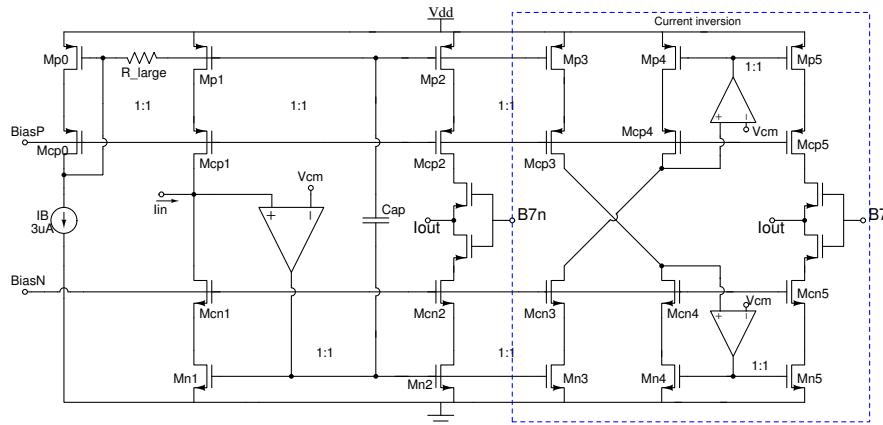 Vdd
Current inversion
Mp0
R_large
Mp1
Mp2
Mp3
Mp4
1:1
Mp5
1:1
1:1
1:1
+
−
Vcm
BiasP
Mcp0
Mcp1
Mcp2
Mcp3
Mcp4
Mcp5
Vcm
Iin
+
−
Cap
Iout
B7n
Iout
B7
IB
3uA
BiasN
Mcn1
Mcn2
Mcn3
Mcn4
Vcm
Mcn5
+
−
1:1
1:1
1:1
Mn1
Mn2
Mn3
Mn4
Mn5